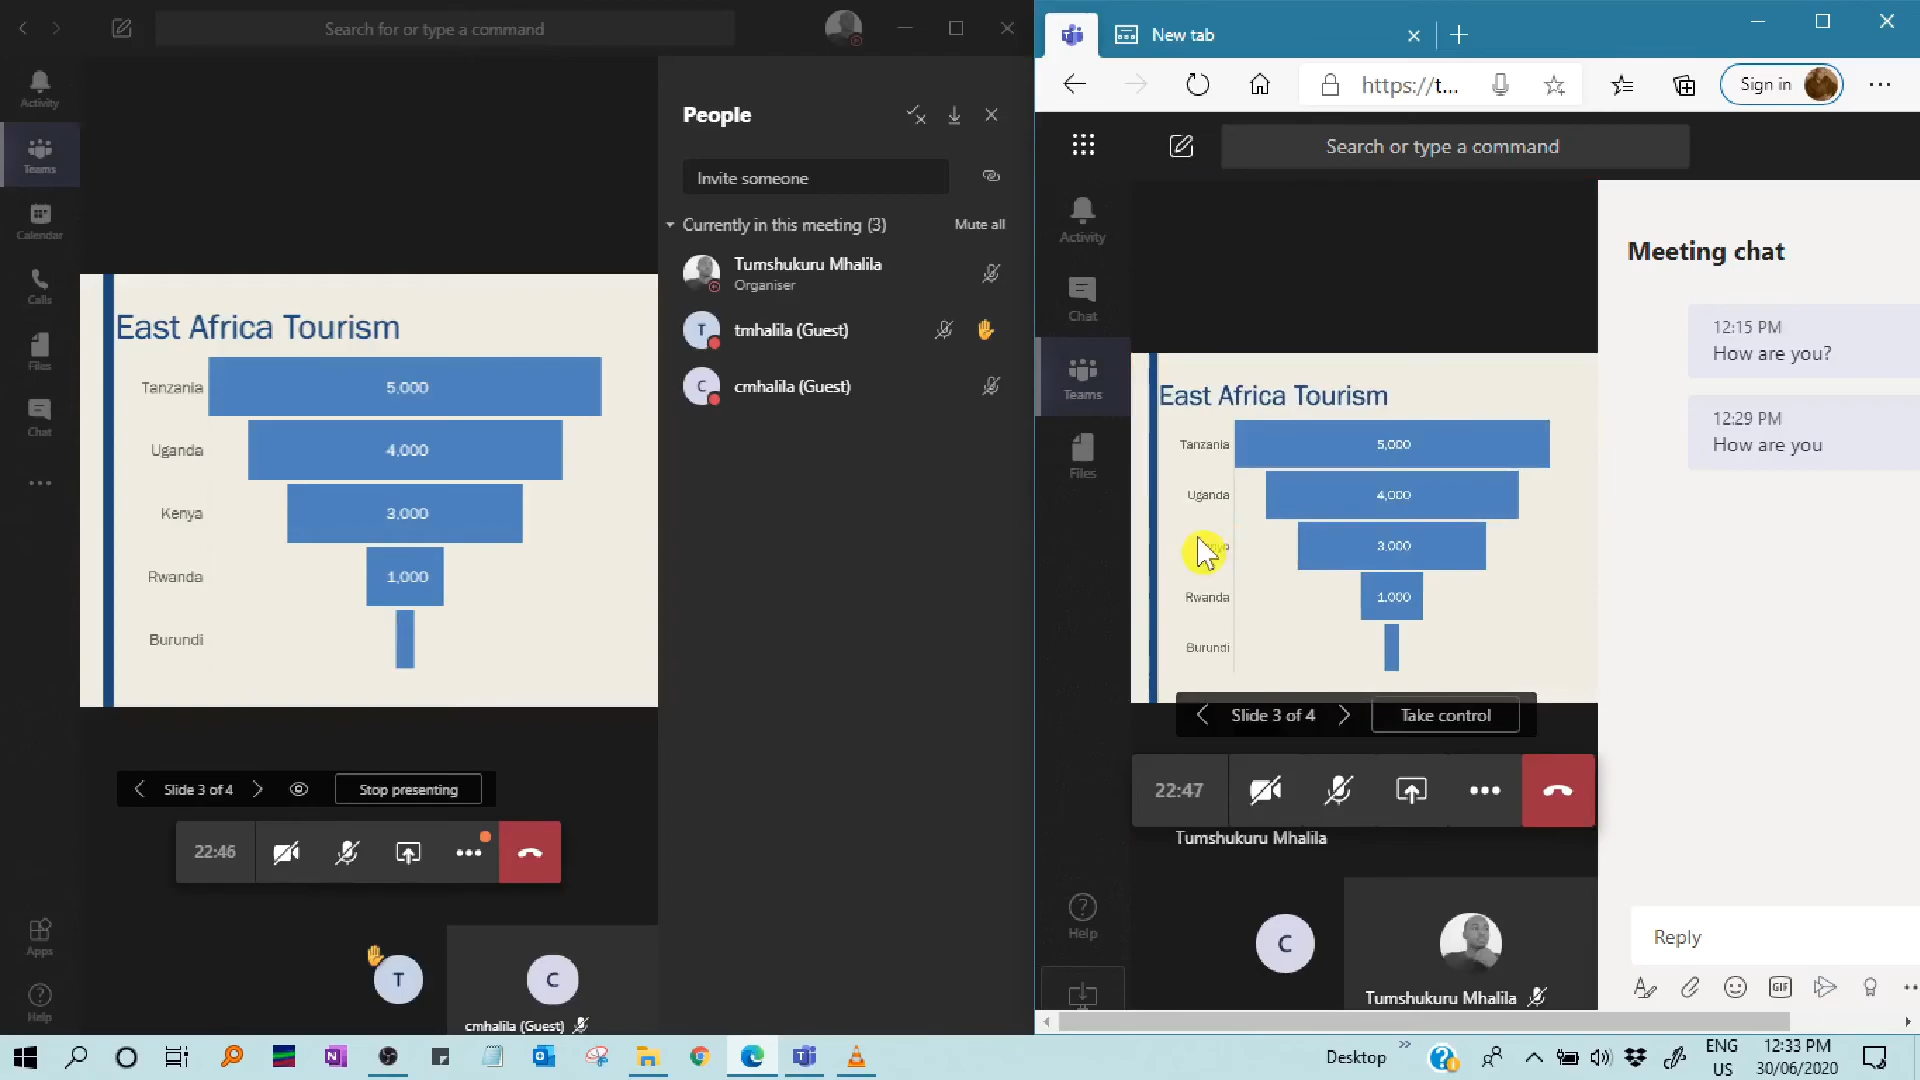 Search for or type a command
Activity
Teams
Calendar
Calls
Files
Chat
Apps
Help
East Africa Tourism
Tanzania 5,000
Uganda 4,000
Kenya 3,000
Rwanda 1,000
Burundi
Slide 3 of 4
Stop presenting
22:46
T
C
cmhalila (Guest)
People
Invite someone
Currently in this meeting (3)
Mute all
Tumshukuru Mhalila
Organiser
T tmhalila (Guest)
C cmhalila (Guest)
New tab
https://t...
Sign in
Search or type a command
Activity
Chat
Teams
Files
Help
East Africa Tourism
Tanzania 5,000
Uganda 4,000
3,000
Rwanda 1,000
Burundi
Slide 3 of 4
Take control
22:47
Tumshukuru Mhalila
C
Tumshukuru Mhalila
Meeting chat
12:15 PM
How are you?
12:29 PM
How are you
Reply
GIF
Desktop
ENG
US
12:33 PM
30/06/2020